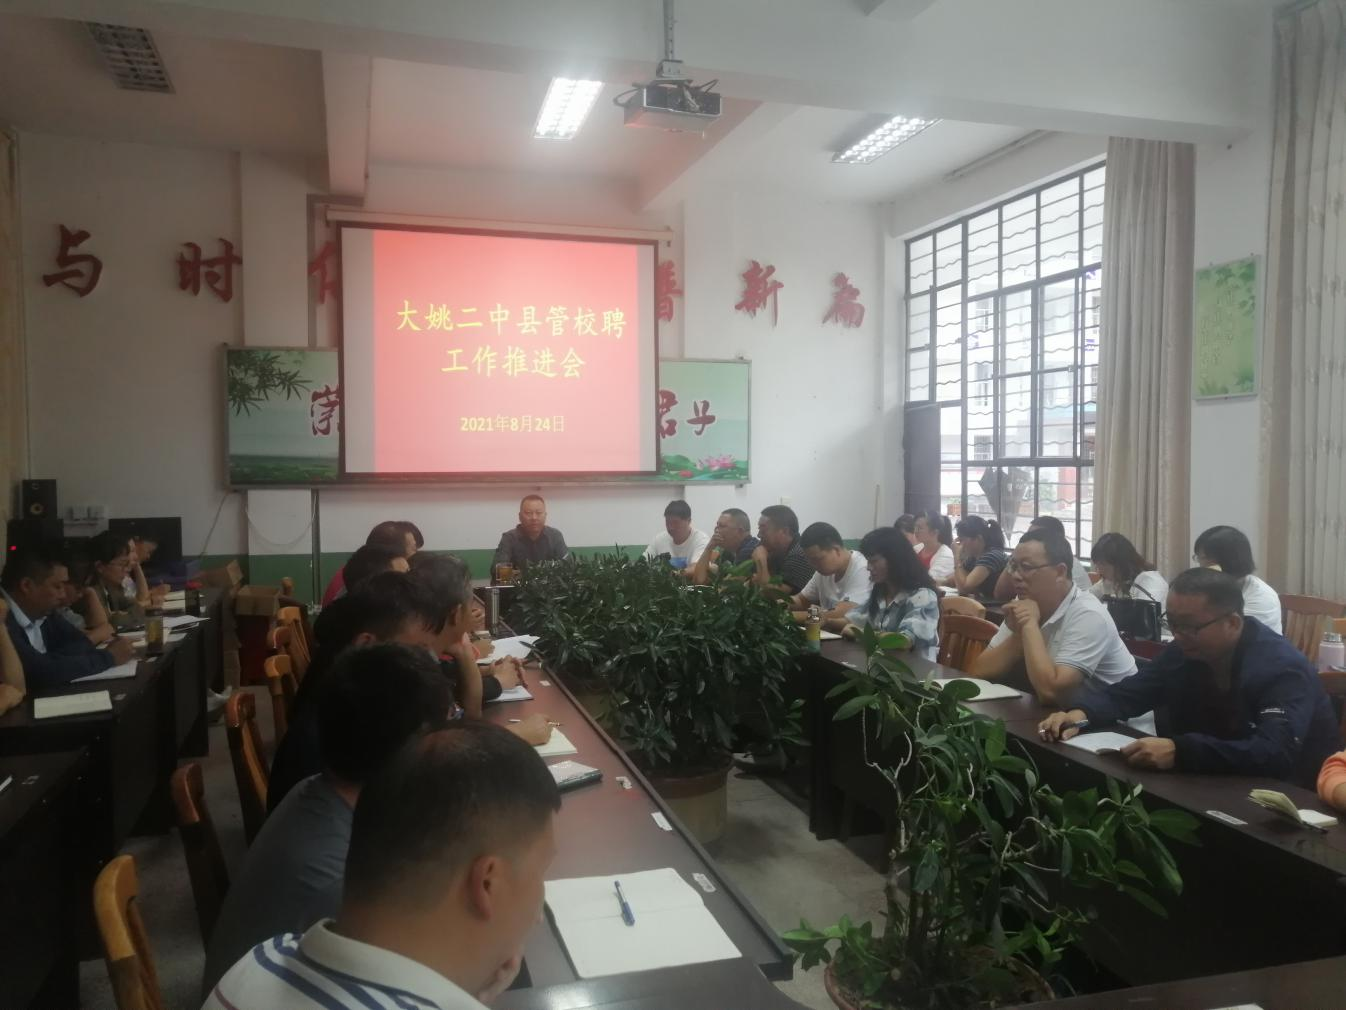 与时 谱新篇
大姚二中县管校聘
工作推进会
2021年8月24日
君子